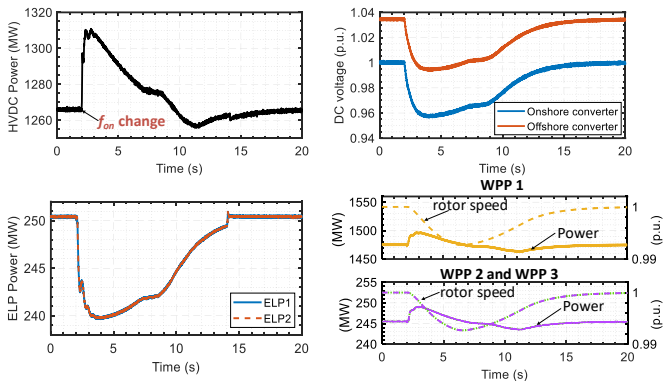 1320
1300
1280
1260
HVDC Power (MW)
f_on change
0 5 10 15 20
Time (s)
1.04
1.02
1
0.98
0.96
0.94
DC voltage (p.u.)
Onshore converter
Offshore converter
0 5 10 15 20
Time (s)
250
245
240
ELP Power (MW)
ELP1
ELP2
0 5 10 15 20
Time (s)
WPP 1
1550
1500
1450
(MW)
rotor speed
Power
1
0.99
(p.u.)
WPP 2 and WPP 3
255
250
245
240
(MW)
rotor speed
Power
1
0.99
(p.u.)
0 5 10 15 20
Time (s)